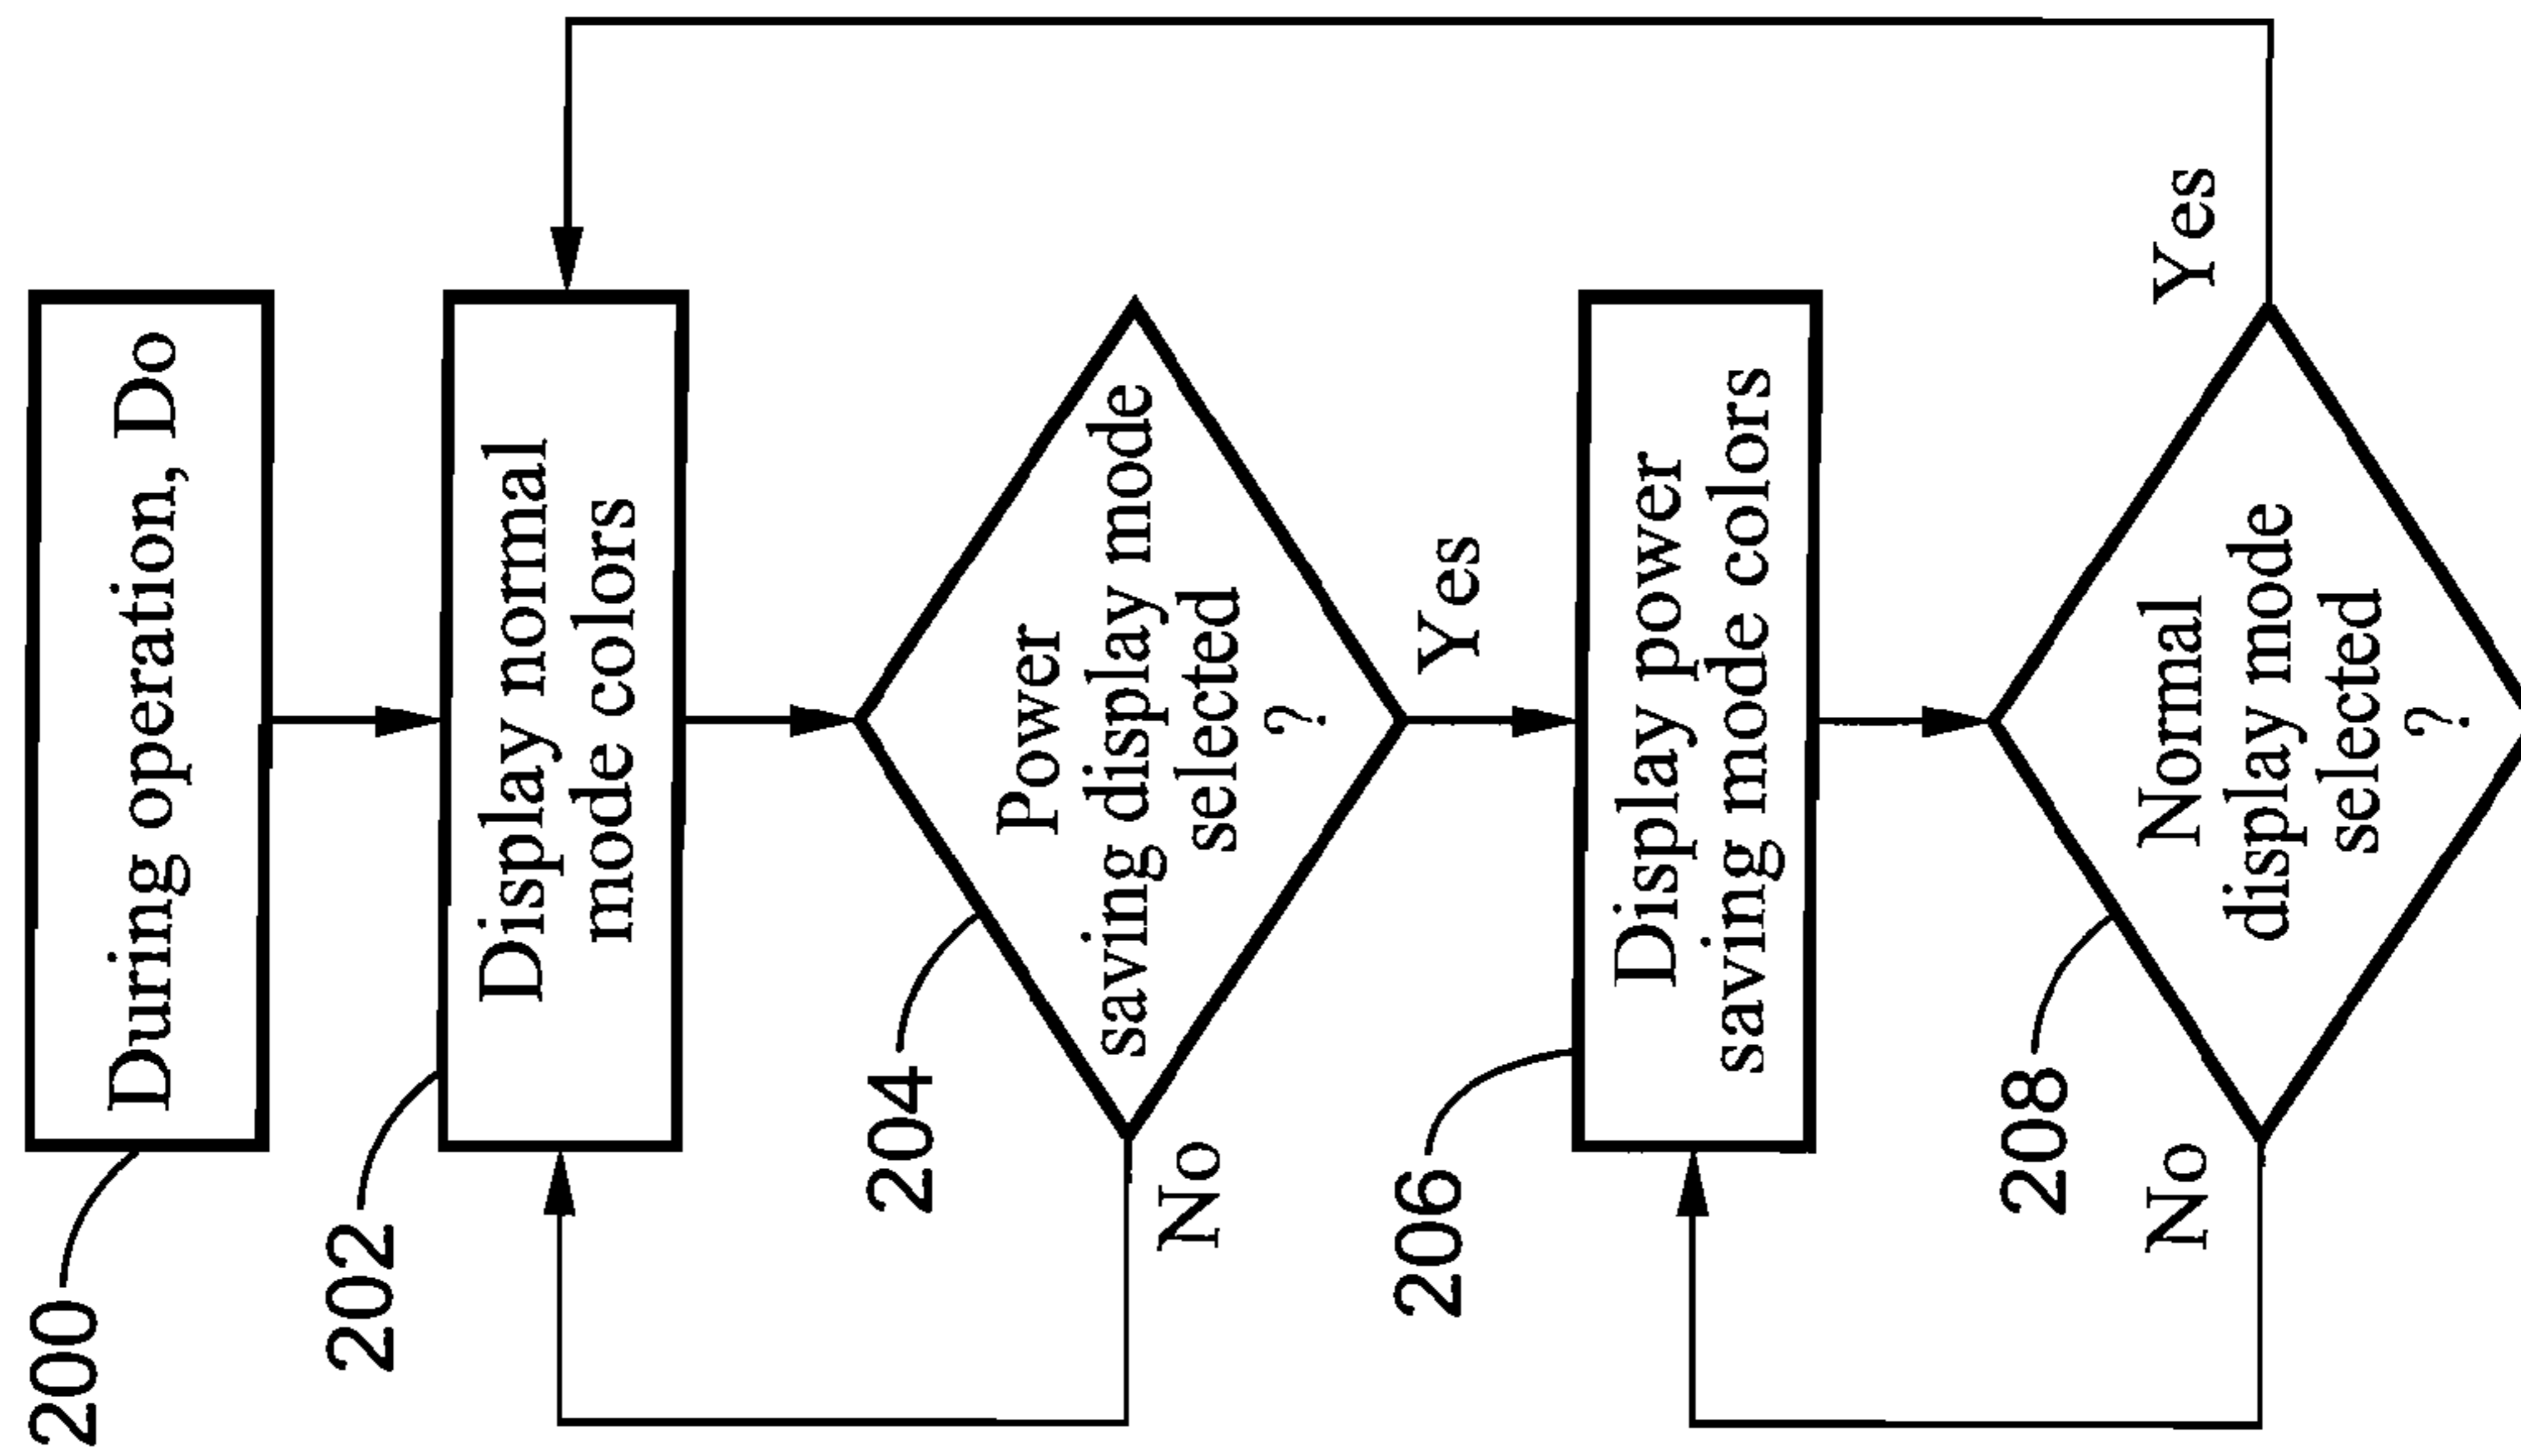 200
During operation, Do
202
Display normal
mode colors
204
Power
saving display mode
selected
?
No
Yes
206
Display power
saving mode colors
208
Normal
display mode
selected
?
No
Yes